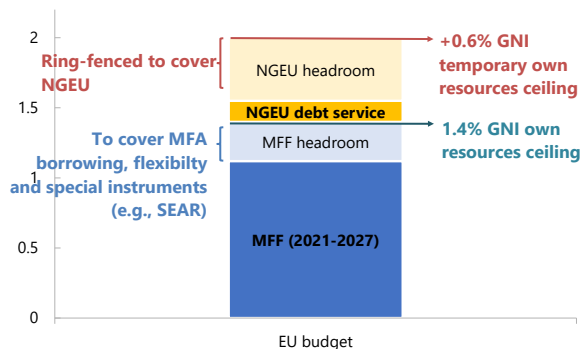 2
1.5
1
0.5
0
Ring-fenced to cover
NGEU
To cover MFA
borrowing, flexibilty
and special instruments
(e.g., SEAR)
NGEU headroom
NGEU debt service
MFF headroom
MFF (2021-2027)
+0.6% GNI
temporary own
resources ceiling
1.4% GNI own
resources ceiling
EU budget